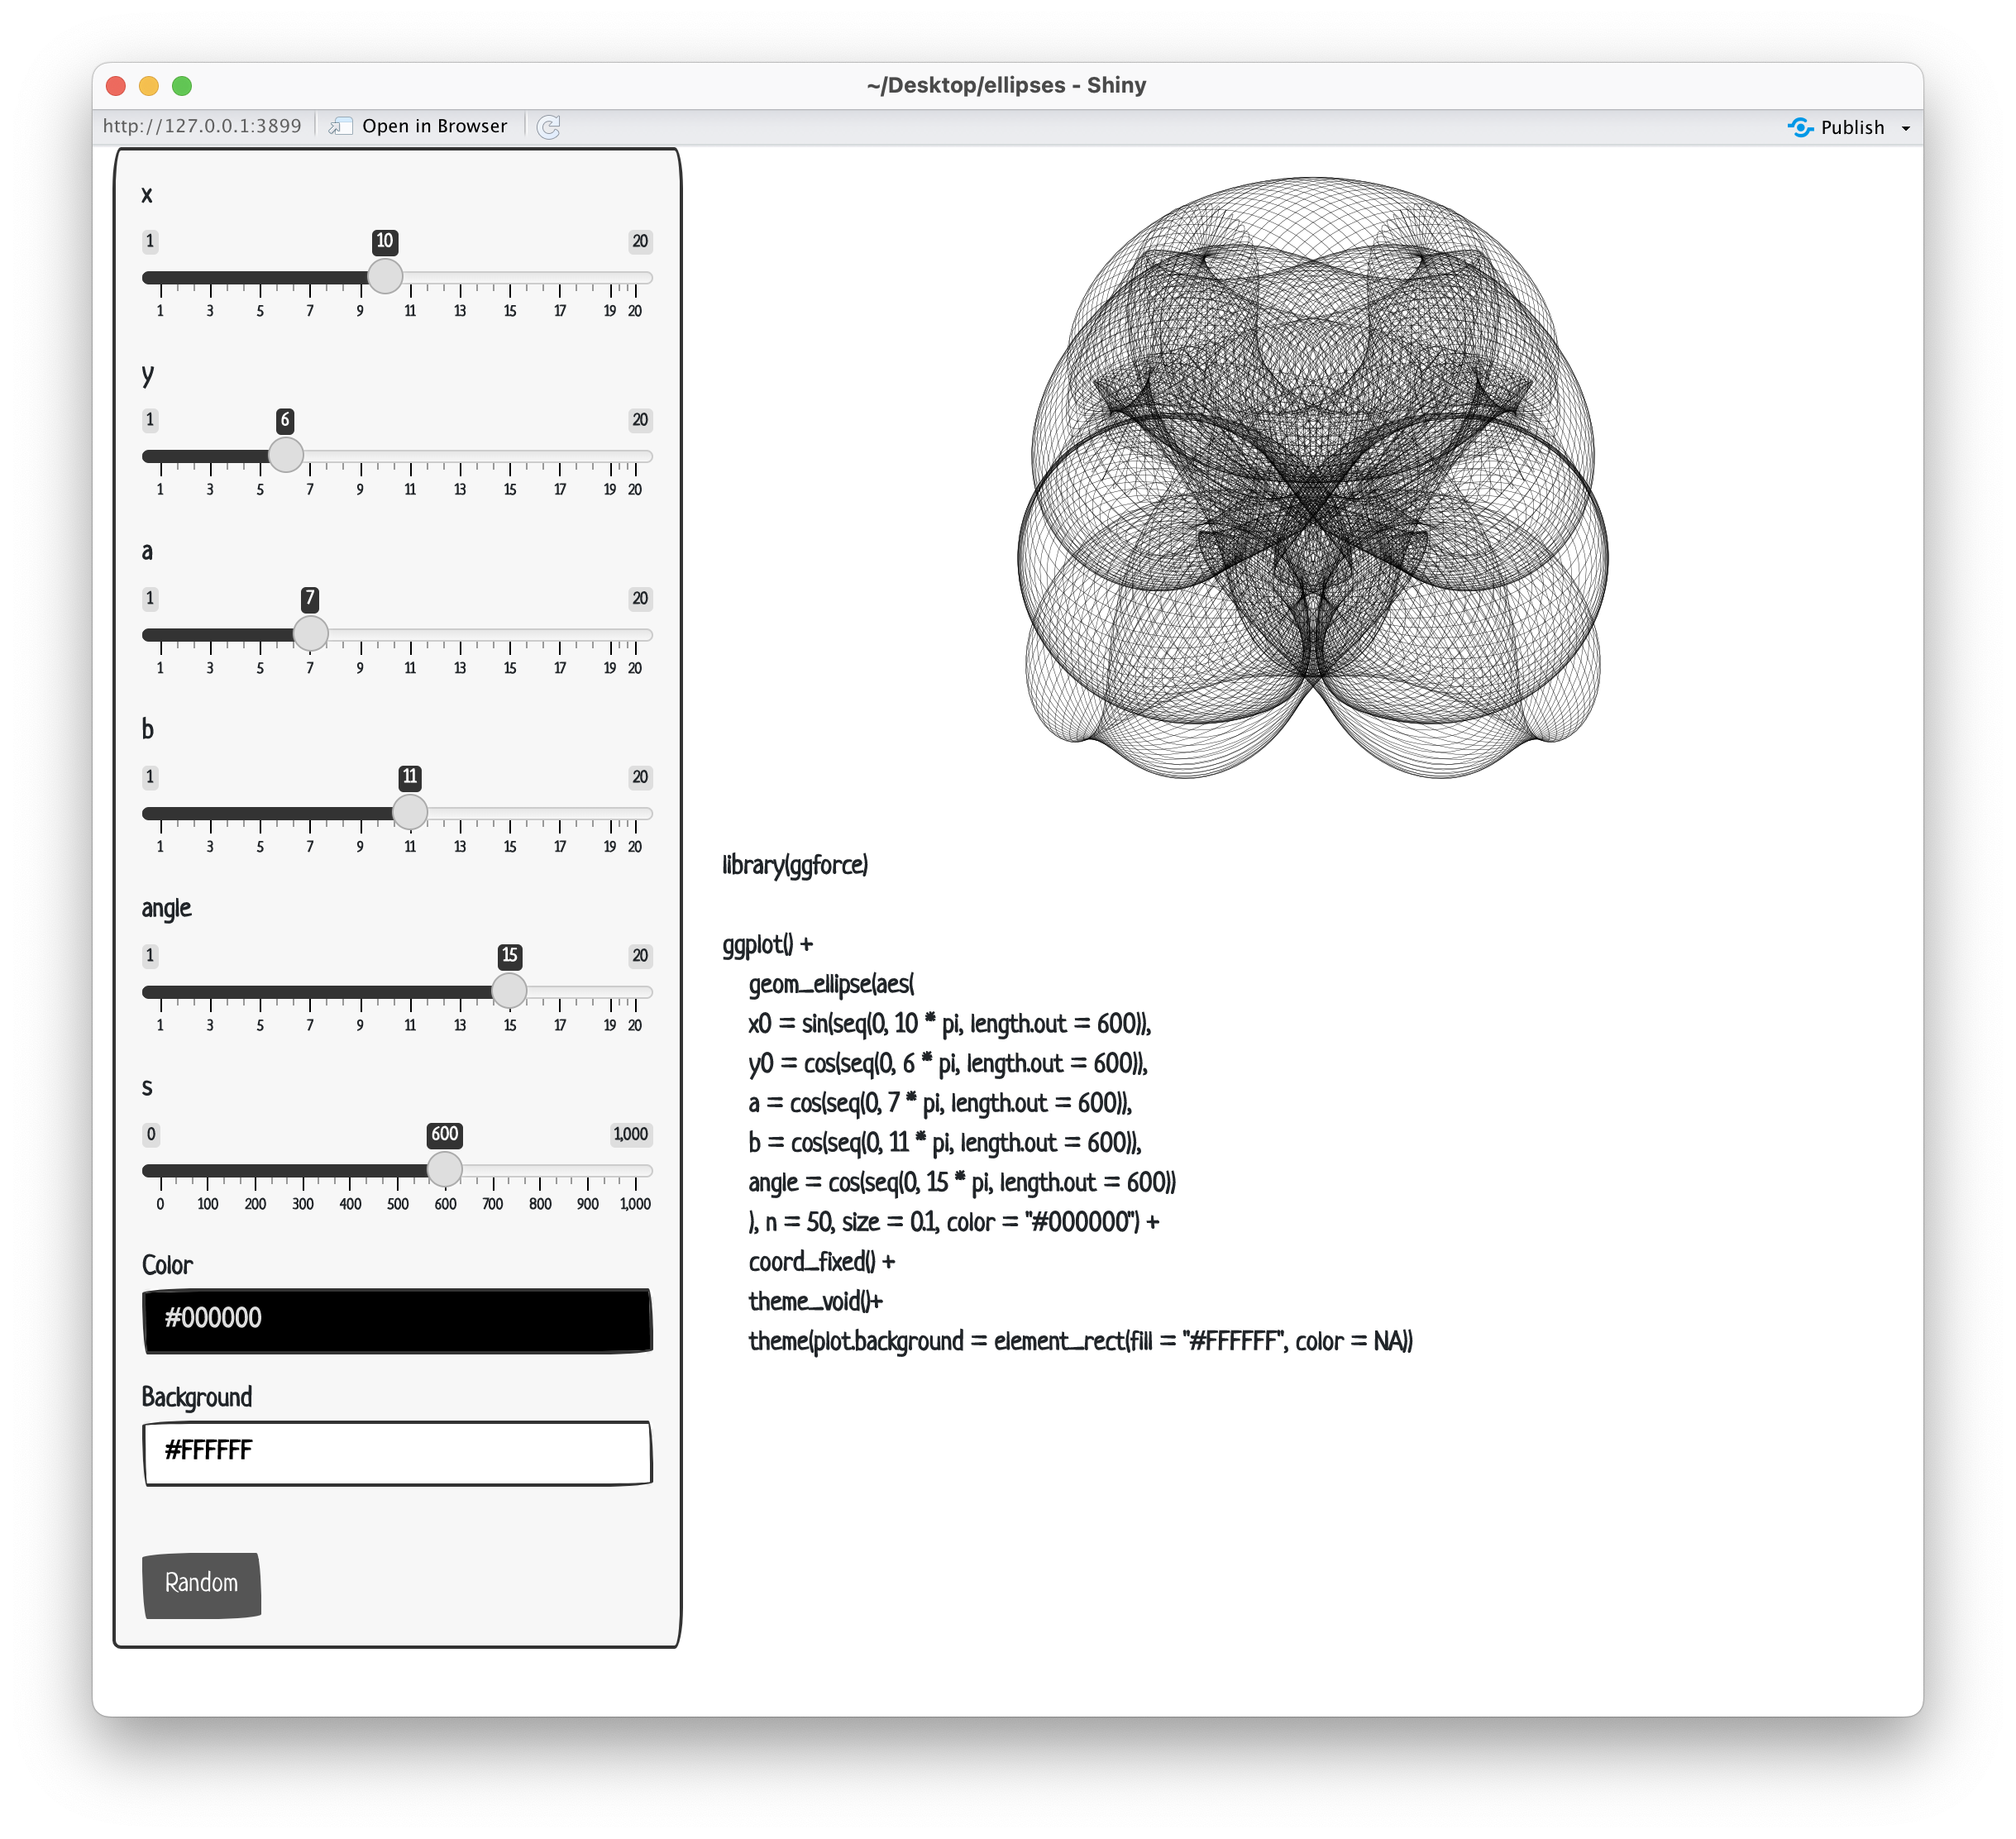 ~/Desktop/ellipses - Shiny
http://127.0.0.1:3899 Open in Browser Publish
x
1 10 20
1 3 5 7 9 11 13 15 17 19 20
y
1 6 20
1 3 5 7 9 11 13 15 17 19 20
a
1 7 20
1 3 5 7 9 11 13 15 17 19 20
b
1 11 20
1 3 5 7 9 11 13 15 17 19 20
angle
1 15 20
1 3 5 7 9 11 13 15 17 19 20
s
0 600 1,000
0 100 200 300 400 500 600 700 800 900 1,000
Color
#000000
Background
#FFFFFF
Random
library(ggforce)
ggplot() +
geom_ellipse(aes(
x0 = sin(seq(0, 10 * pi, length.out = 600)),
y0 = cos(seq(0, 6 * pi, length.out = 600)),
a = cos(seq(0, 7 * pi, length.out = 600)),
b = cos(seq(0, 11 * pi, length.out = 600)),
angle = cos(seq(0, 15 * pi, length.out = 600))
), n = 50, size = 0.1, color = "#000000") +
coord_fixed() +
theme_void()+
theme(plot.background = element_rect(fill = "#FFFFFF", color = NA))